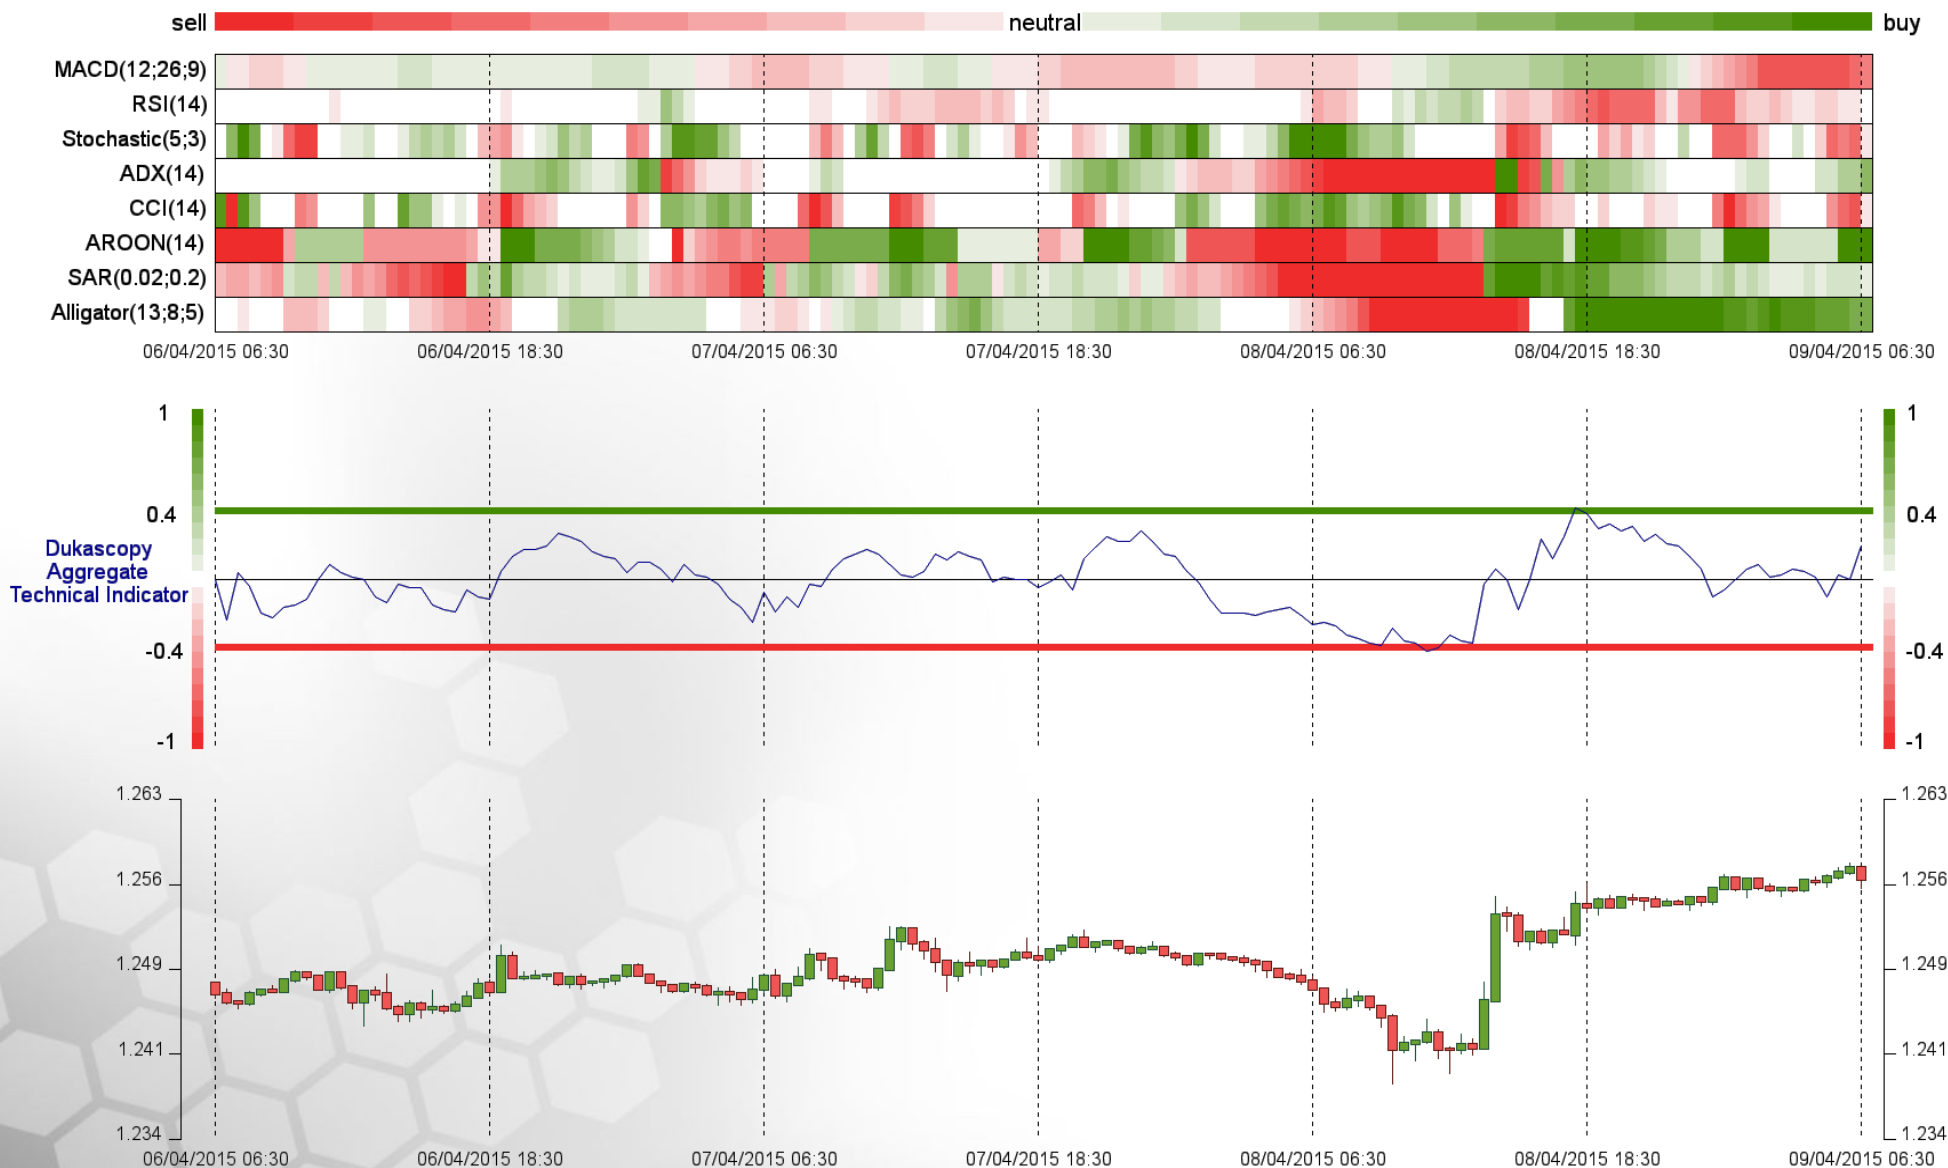 sell neutral buy
MACD(12;26;9)
RSI(14)
Stochastic(5;3)
ADX(14)
CCI(14)
AROON(14)
SAR(0.02;0.2)
Alligator(13;8;5)
06/04/2015 06:30 06/04/2015 18:30 07/04/2015 06:30 07/04/2015 18:30 08/04/2015 06:30 08/04/2015 18:30 09/04/2015 06:30
1 1
0.4 0.4
Dukascopy
Aggregate
Technical Indicator
-0.4 -0.4
-1 -1
1.263 1.263
1.256 1.256
1.249 1.249
1.241 1.241
1.234 1.234
06/04/2015 06:30 06/04/2015 18:30 07/04/2015 06:30 07/04/2015 18:30 08/04/2015 06:30 08/04/2015 18:30 09/04/2015 06:30